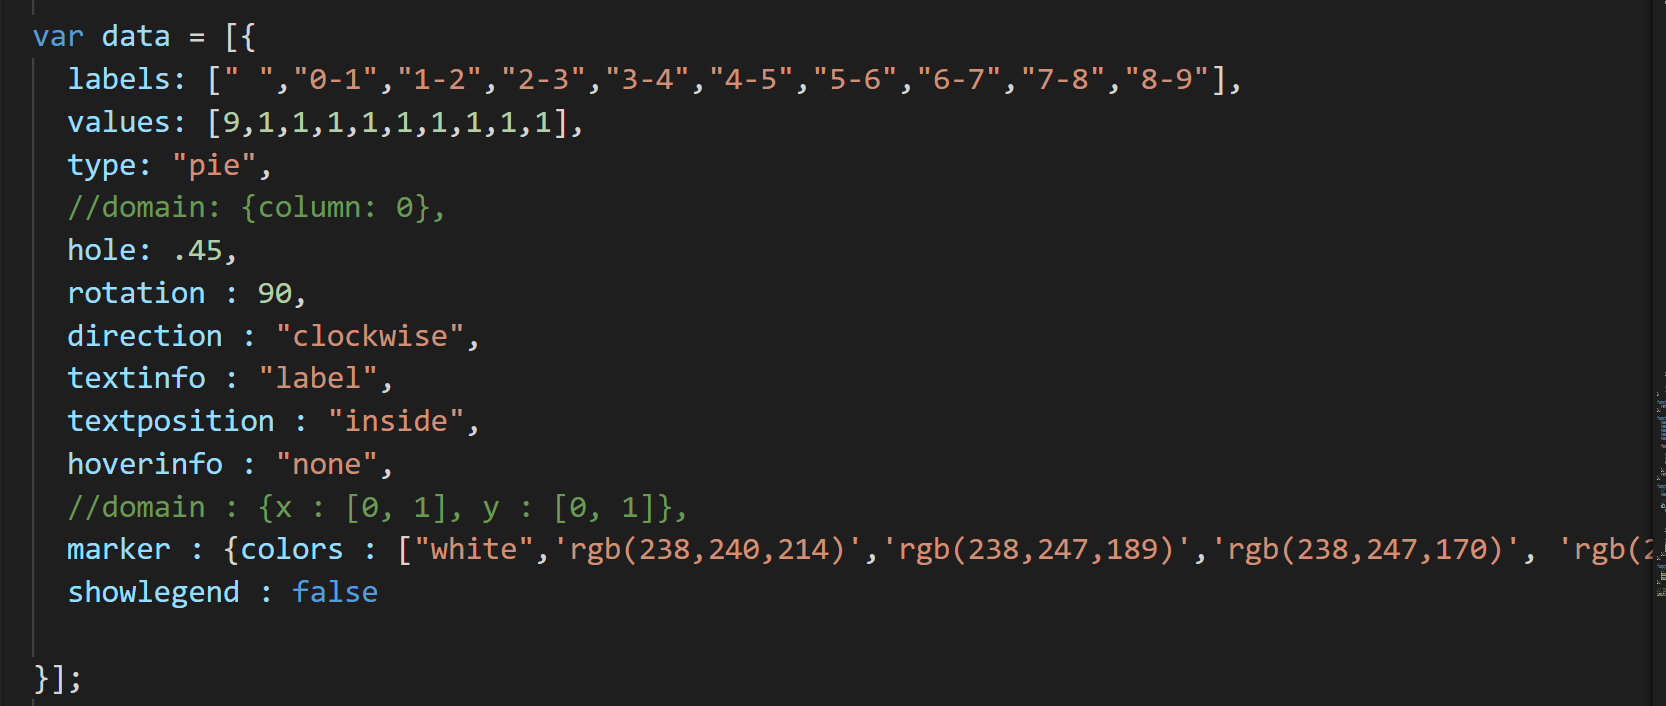 var data = [{
labels: [" ","0-1","1-2","2-3","3-4","4-5","5-6","6-7","7-8","8-9"],
values: [9,1,1,1,1,1,1,1,1,1],
type: "pie",
//domain: {column: 0},
hole: .45,
rotation : 90,
direction : "clockwise",
textinfo : "label",
textposition : "inside",
hoverinfo : "none",
//domain : {x : [0, 1], y : [0, 1]},
marker : {colors : ["white",'rgb(238,240,214)','rgb(238,247,189)','rgb(238,247,170)', 'rgb(2
showlegend : false
}];